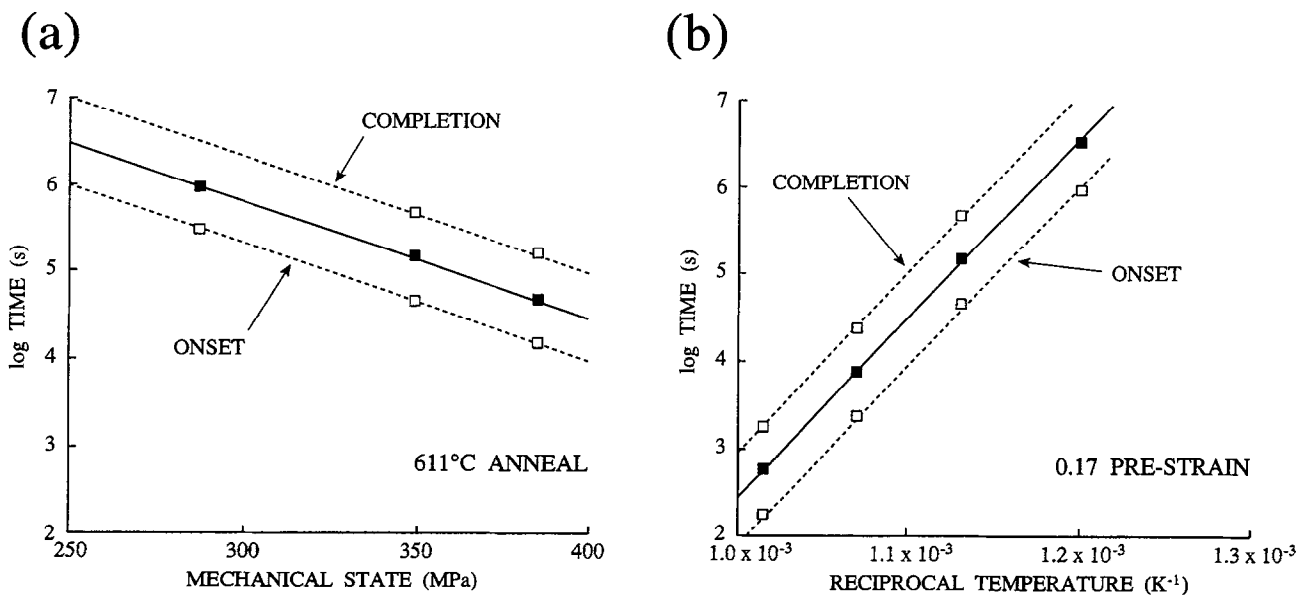 (a)
7
6
5
4
3
2
log TIME (s)
COMPLETION
ONSET
611°C ANNEAL
250
300
350
400
MECHANICAL STATE (MPa)
(b)
7
6
5
4
3
2
log TIME (s)
COMPLETION
ONSET
0.17 PRE-STRAIN
1.0 x 10⁻³
1.1 x 10⁻³
1.2 x 10⁻³
1.3 x 10⁻³
RECIPROCAL TEMPERATURE (K⁻¹)